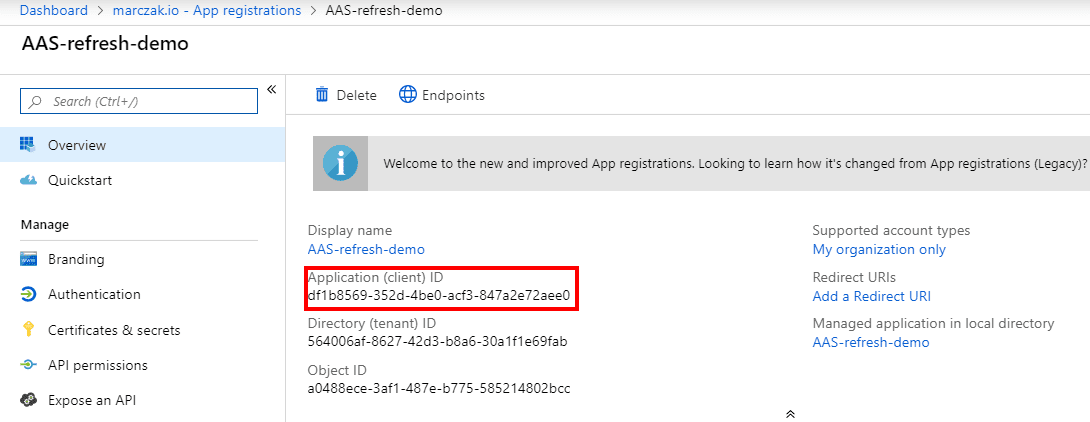 Dashboard > marczak.io - App registrations > AAS-refresh-demo
AAS-refresh-demo
Search (Ctrl+/)
«
Overview
Quickstart
Manage
Branding
Authentication
Certificates & secrets
API permissions
Expose an API
Delete
Endpoints
Welcome to the new and improved App registrations. Looking to learn how it's changed from App registrations (Legacy)?
Display name
AAS-refresh-demo
Application (client) ID
df1b8569-352d-4be0-acf3-847a2e72aee0
Directory (tenant) ID
564006af-8627-42d3-b8a6-30a1f1e69fab
Object ID
a0488ece-3af1-487e-b775-585214802bcc
Supported account types
My organization only
Redirect URIs
Add a Redirect URI
Managed application in local directory
AAS-refresh-demo